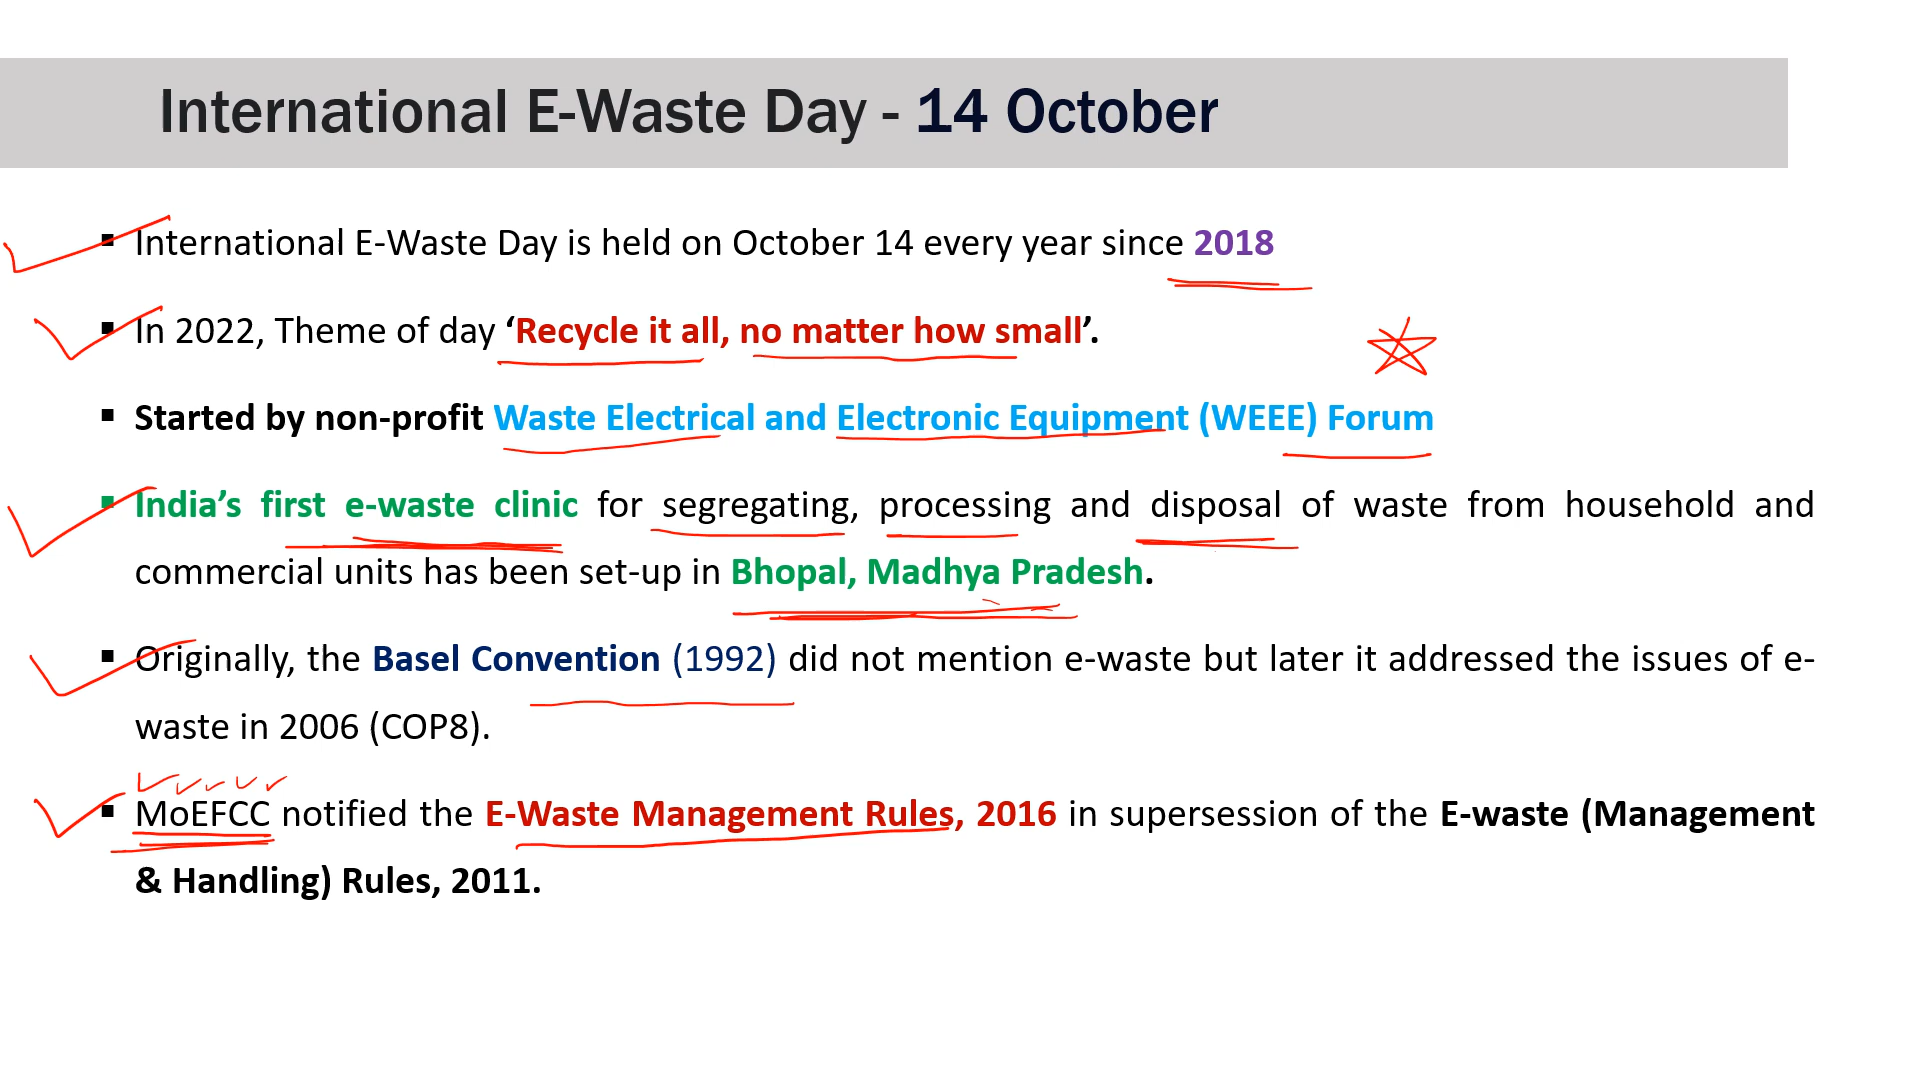 International E-Waste Day - 14 October
▪ International E-Waste Day is held on October 14 every year since 2018
▪ In 2022, Theme of day ‘Recycle it all, no matter how small’.
▪ Started by non-profit Waste Electrical and Electronic Equipment (WEEE) Forum
▪ India’s first e-waste clinic for segregating, processing and disposal of waste from household and
commercial units has been set-up in Bhopal, Madhya Pradesh.
▪ Originally, the Basel Convention (1992) did not mention e-waste but later it addressed the issues of e-
waste in 2006 (COP8).
▪ MoEFCC notified the E-Waste Management Rules, 2016 in supersession of the E-waste (Management
& Handling) Rules, 2011.